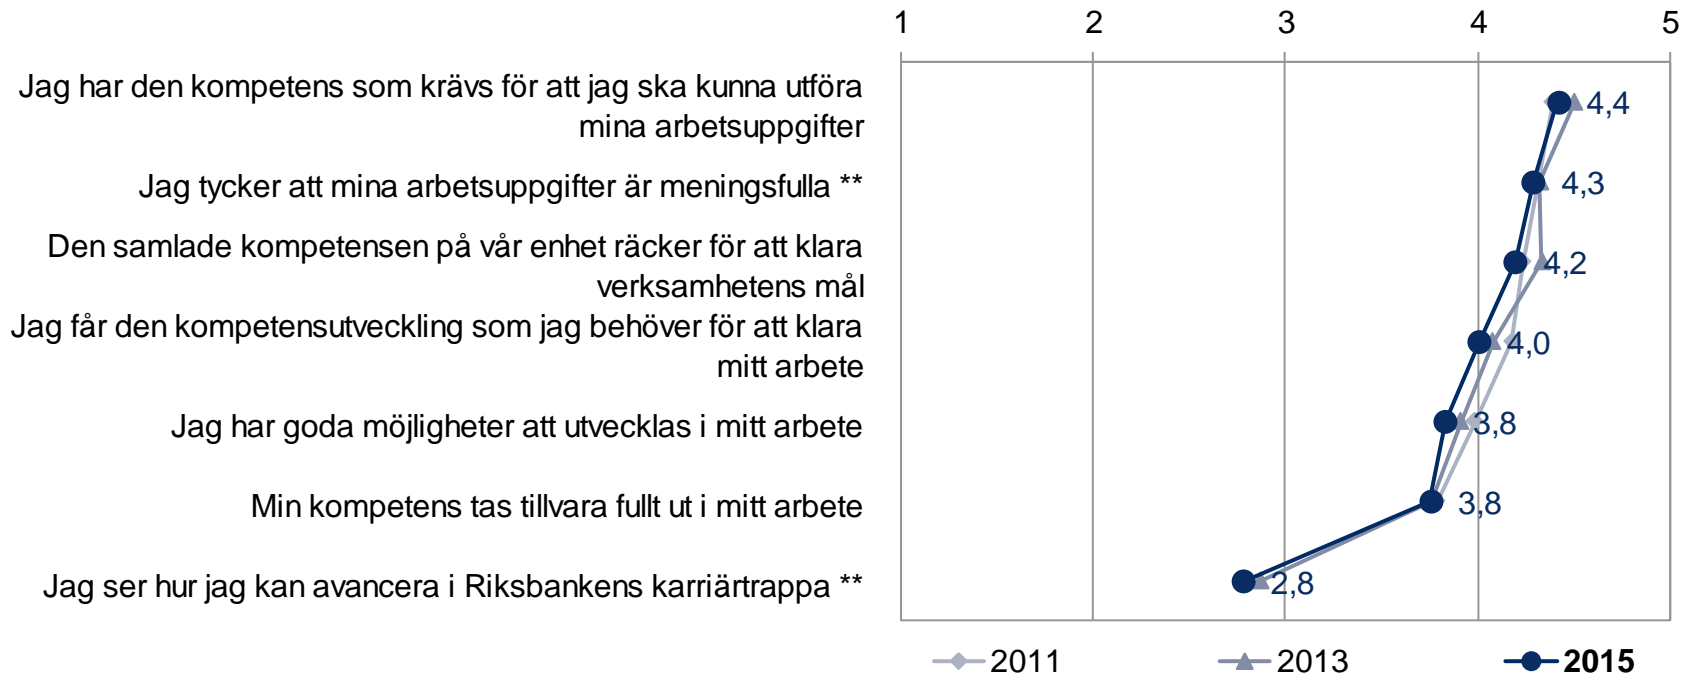 1 2 3 4 5
Jag har den kompetens som krävs för att jag ska kunna utföra
mina arbetsuppgifter
4,4
Jag tycker att mina arbetsuppgifter är meningsfulla **
4,3
Den samlade kompetensen på vår enhet räcker för att klara
verksamhetens mål
4,2
Jag får den kompetensutveckling som jag behöver för att klara
mitt arbete
4,0
Jag har goda möjligheter att utvecklas i mitt arbete
3,8
Min kompetens tas tillvara fullt ut i mitt arbete
3,8
Jag ser hur jag kan avancera i Riksbankens karriärtrappa **
2,8
2011 2013 2015